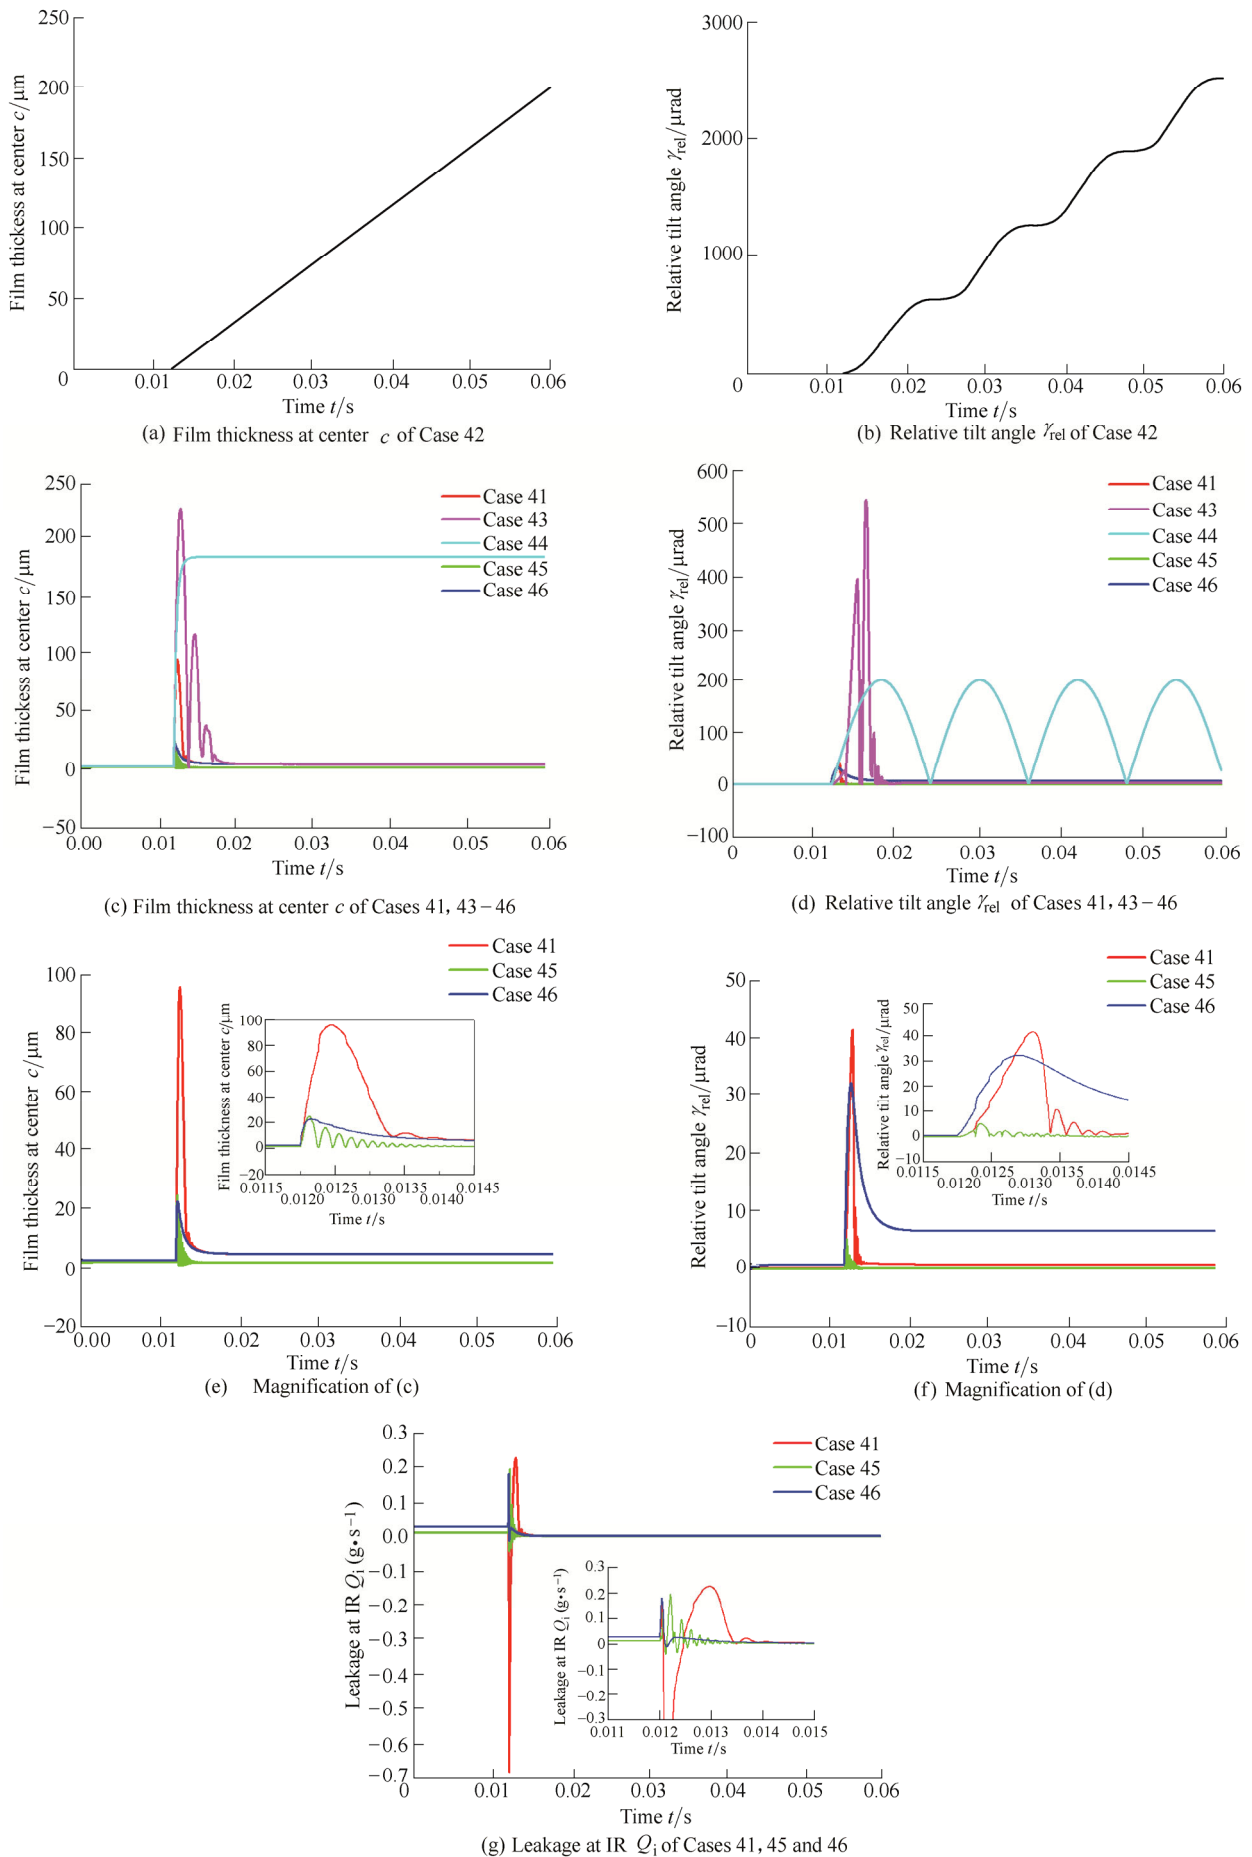 250
200
150
100
50
0
0.01
0.02
0.03
0.04
0.05
0.06
Film thickess at center c/μm
Time t/s
(a) Film thickness at center c of Case 42
3000
2000
1000
0
0.01
0.02
0.03
0.04
0.05
0.06
Relative tilt angle γrel/μrad
Time t/s
(b) Relative tilt angle γrel of Case 42
250
200
150
100
50
0
−50
0.00
0.01
0.02
0.03
0.04
0.05
0.06
Film thickess at center c/μm
Time t/s
Case 41
Case 43
Case 44
Case 45
Case 46
(c) Film thickness at center c of Cases 41, 43−46
600
500
400
300
200
100
0
−100
0
0.01
0.02
0.03
0.04
0.05
0.06
Relative tilt angle γrel/μrad
Time t/s
Case 41
Case 43
Case 44
Case 45
Case 46
(d) Relative tilt angle γrel of Cases 41, 43−46
100
80
60
40
20
0
−20
0.00
0.01
0.02
0.03
0.04
0.05
0.06
Film thickess at center c/μm
Time t/s
Case 41
Case 45
Case 46
100
80
60
40
20
0
−20
0.0115
0.0120
0.0125
0.0130
0.0135
0.0140
0.0145
Film thickness at center c/μm
Time t/s
(e) Magnification of (c)
50
40
30
20
10
0
−10
0
0.01
0.02
0.03
0.04
0.05
0.06
Relative tilt angle γrel/μrad
Time t/s
Case 41
Case 45
Case 46
50
40
30
20
10
0
−10
0.0115
0.0120
0.0125
0.0130
0.0135
0.0140
0.0145
Relative tilt angle γrel/μrad
Time t/s
(f) Magnification of (d)
0.3
0.2
0.1
0.0
−0.1
−0.2
−0.3
−0.4
−0.5
−0.6
−0.7
0
0.01
0.02
0.03
0.04
0.05
0.06
Leakage at IR Qi (g•s−1)
Time t/s
Case 41
Case 45
Case 46
0.3
0.2
0.1
0
−0.1
−0.2
−0.3
0.011
0.012
0.013
0.014
0.015
Leakage at IR Qi (g•s−1)
Time t/s
(g) Leakage at IR Qi of Cases 41, 45 and 46